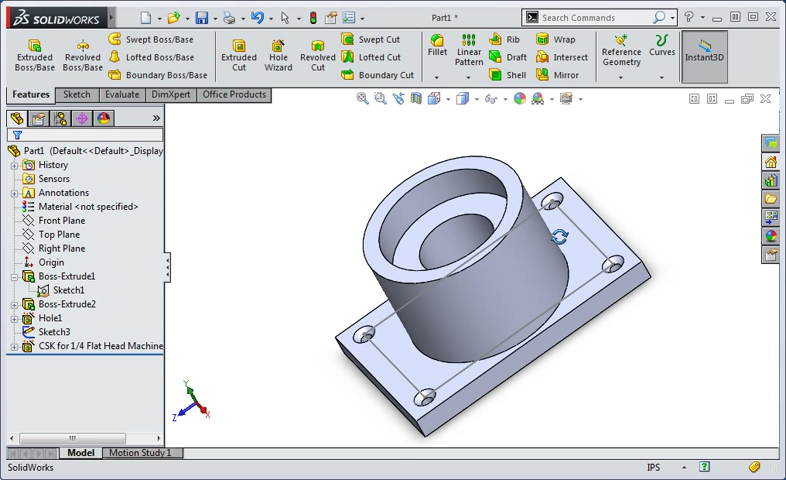 SOLIDWORKS
Part1 *
Search Commands
Extruded Boss/Base
Revolved Boss/Base
Swept Boss/Base
Lofted Boss/Base
Boundary Boss/Base
Extruded Cut
Hole Wizard
Revolved Cut
Swept Cut
Lofted Cut
Boundary Cut
Fillet
Linear Pattern
Rib
Draft
Shell
Wrap
Intersect
Mirror
Reference Geometry
Curves
Instant3D
Features
Sketch
Evaluate
DimXpert
Office Products
Part1 (Default<<Default>_Display
History
Sensors
Annotations
Material <not specified>
Front Plane
Top Plane
Right Plane
Origin
Boss-Extrude1
Sketch1
Boss-Extrude2
Hole1
Sketch3
CSK for 1/4 Flat Head Machine
Y
Z
X
Model
Motion Study 1
SolidWorks
IPS